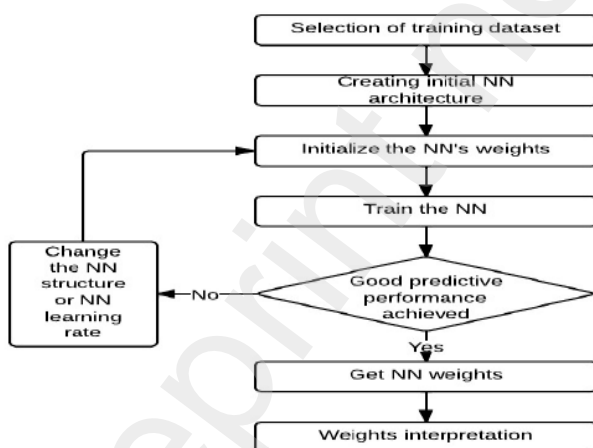 Selection of training dataset
Creating initial NN
architecture
Initialize the NN's weights
Train the NN
Change
the NN
structure
or NN
learning
rate
No
Good predictive
performance
achieved
Yes
Get NN weights
Weights interpretation